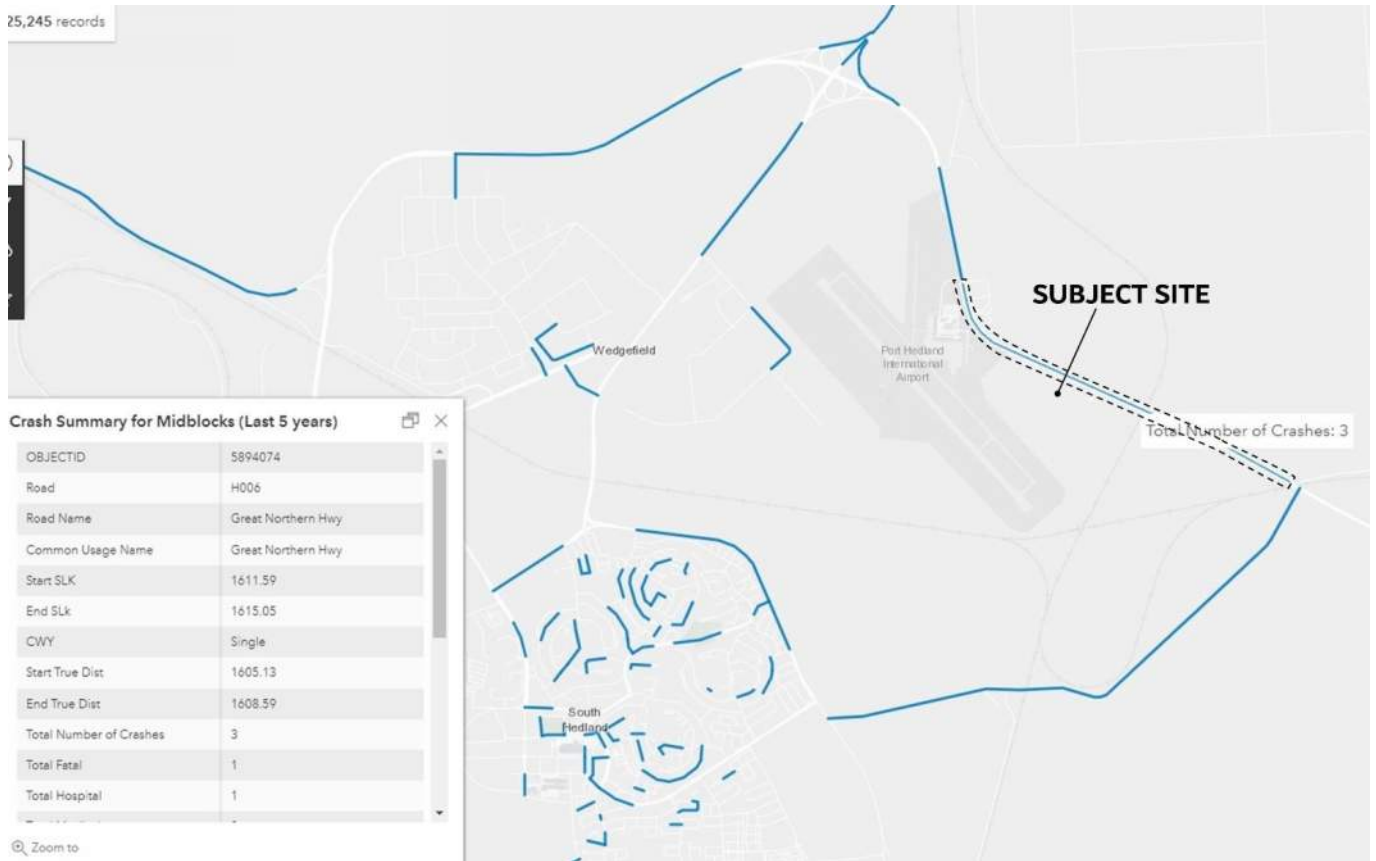 25,245 records
SUBJECT SITE
Wedgefield
Port Hedland
International
Airport
Total Number of Crashes: 3
Crash Summary for Midblocks (Last 5 years)
OBJECTID 5894074
Road H006
Road Name Great Northern Hwy
Common Usage Name Great Northern Hwy
Start SLK 1611.59
End SLk 1615.05
CWY Single
Start True Dist 1605.13
End True Dist 1608.59
Total Number of Crashes 3
Total Fatal 1
Total Hospital 1
South
Hedland
Zoom to